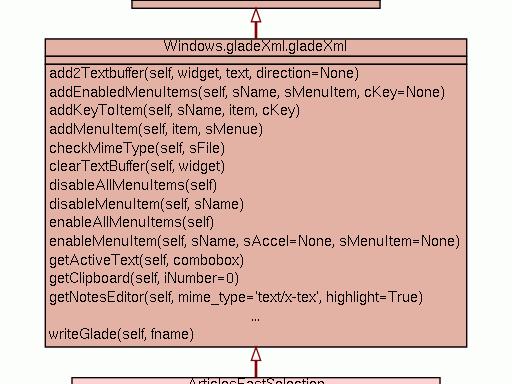 Windows.gladeXml.gladeXml
add2Textbuffer(self, widget, text, direction=None)
addEnabledMenuItems(self, sName, sMenuItem, cKey=None)
addKeyToItem(self, sName, item, cKey)
addMenuItem(self, item, sMenue)
checkMimeType(self, sFile)
clearTextBuffer(self, widget)
disableAllMenuItems(self)
disableMenuItem(self, sName)
enableAllMenuItems(self)
enableMenuItem(self, sName, sAccel=None, sMenuItem=None)
getActiveText(self, combobox)
getClipboard(self, iNumber=0)
getNotesEditor(self, mime_type='text/x-tex', highlight=True)
...
writeGlade(self, fname)
ArticlesFastSelection